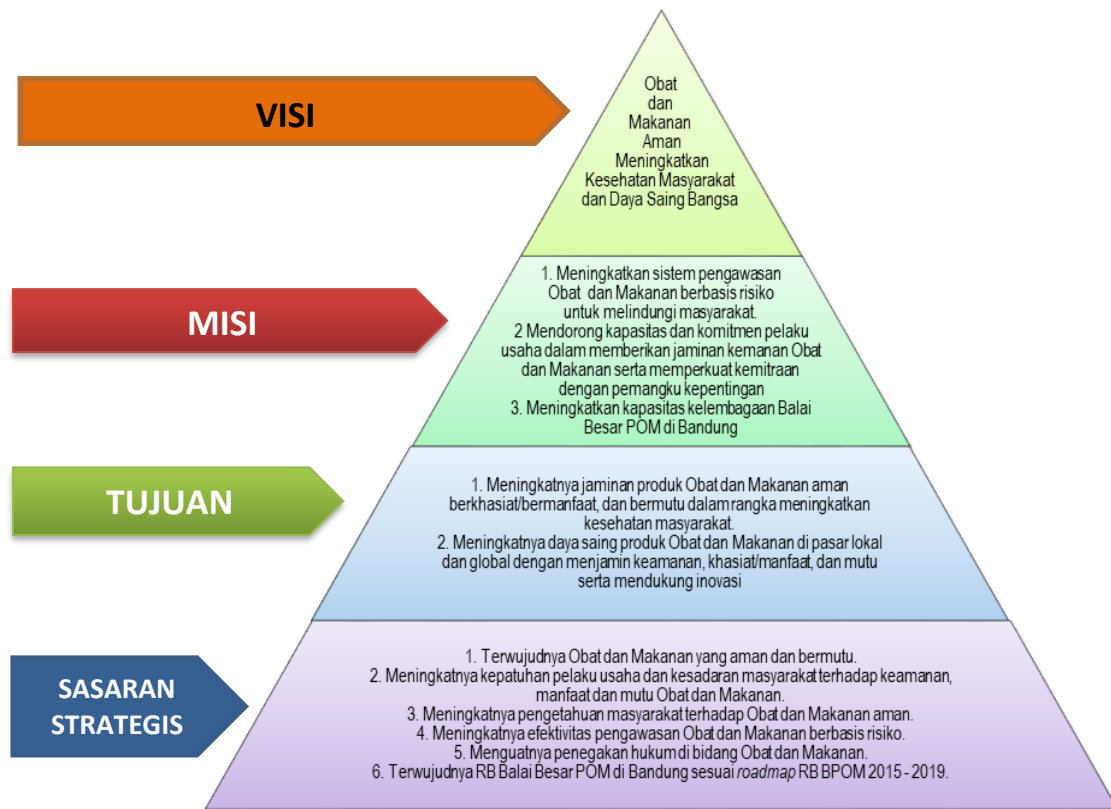 VISI
Obat
dan
Makanan
Aman
Meningkatkan
Kesehatan Masyarakat
dan Daya Saing Bangsa
MISI
1. Meningkatkan sistem pengawasan
Obat dan Makanan berbasis risiko
untuk melindungi masyarakat.
2 Mendorong kapasitas dan komitmen pelaku
usaha dalam memberikan jaminan kemanan Obat
dan Makanan serta memperkuat kemitraan
dengan pemangku kepentingan
3. Meningkatkan kapasitas kelembagaan Balai
Besar POM di Bandung
TUJUAN
1. Meningkatnya jaminan produk Obat dan Makanan aman
berkhasiat/bermanfaat, dan bermutu dalam rangka meningkatkan
kesehatan masyarakat.
2. Meningkatnya daya saing produk Obat dan Makanan di pasar lokal
dan global dengan menjamin keamanan, khasiat/manfaat, dan mutu
serta mendukung inovasi
SASARAN
STRATEGIS
1. Terwujudnya Obat dan Makanan yang aman dan bermutu.
2. Meningkatnya kepatuhan pelaku usaha dan kesadaran masyarakat terhadap keamanan,
manfaat dan mutu Obat dan Makanan.
3. Meningkatnya pengetahuan masyarakat terhadap Obat dan Makanan aman.
4. Meningkatnya efektivitas pengawasan Obat dan Makanan berbasis risiko.
5. Menguatnya penegakan hukum di bidang Obat dan Makanan.
6. Terwujudnya RB Balai Besar POM di Bandung sesuai roadmap RB BPOM 2015 - 2019.